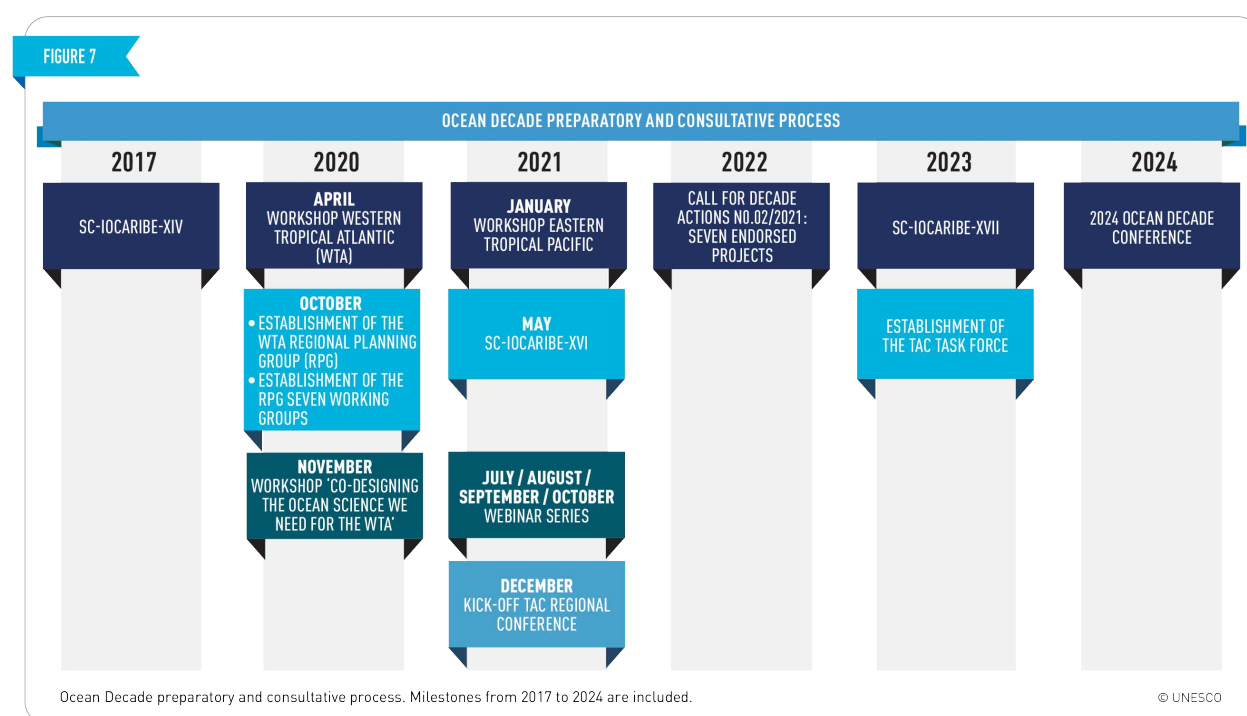 FIGURE 7
OCEAN DECADE PREPARATORY AND CONSULTATIVE PROCESS
2017
SC-IOCARIBE-XIV
2020
APRIL
WORKSHOP WESTERN
TROPICAL ATLANTIC
(WTA)
OCTOBER
• ESTABLISHMENT OF THE
WTA REGIONAL PLANNING
GROUP (RPG)
• ESTABLISHMENT OF THE
RPG SEVEN WORKING
GROUPS
NOVEMBER
WORKSHOP ‘CO-DESIGNING
THE OCEAN SCIENCE WE
NEED FOR THE WTA’
2021
JANUARY
WORKSHOP EASTERN
TROPICAL PACIFIC
MAY
SC-IOCARIBE-XVI
JULY / AUGUST /
SEPTEMBER / OCTOBER
WEBINAR SERIES
DECEMBER
KICK-OFF TAC REGIONAL
CONFERENCE
2022
CALL FOR DECADE
ACTIONS NO.02/2021:
SEVEN ENDORSED
PROJECTS
2023
SC-IOCARIBE-XVII
ESTABLISHMENT OF
THE TAC TASK FORCE
2024
2024 OCEAN DECADE
CONFERENCE
Ocean Decade preparatory and consultative process. Milestones from 2017 to 2024 are included.
© UNESCO